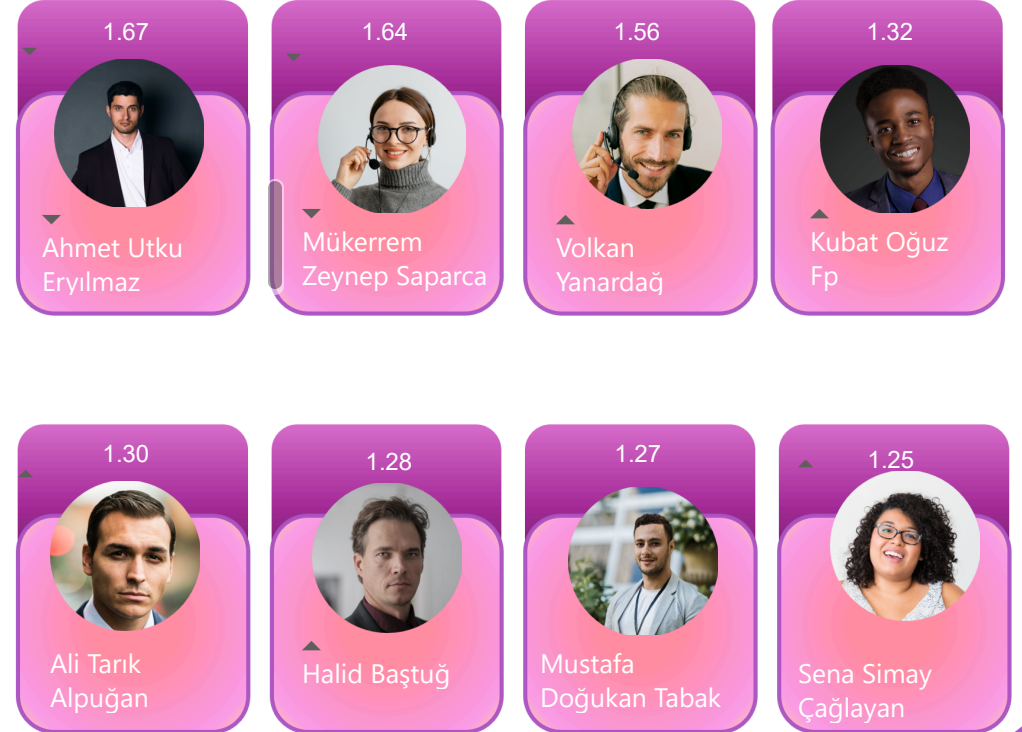 1.67
1.64
1.56
1.32
Ahmet Utku
Eryılmaz
Mükerrem
Zeynep Saparca
Volkan
Yanardağ
Kubat Oğuz
Fp
1.30
1.28
1.27
1.25
Ali Tarık
Alpuğan
Halid Baştuğ
Mustafa
Doğukan Tabak
Sena Simay
Çağlayan